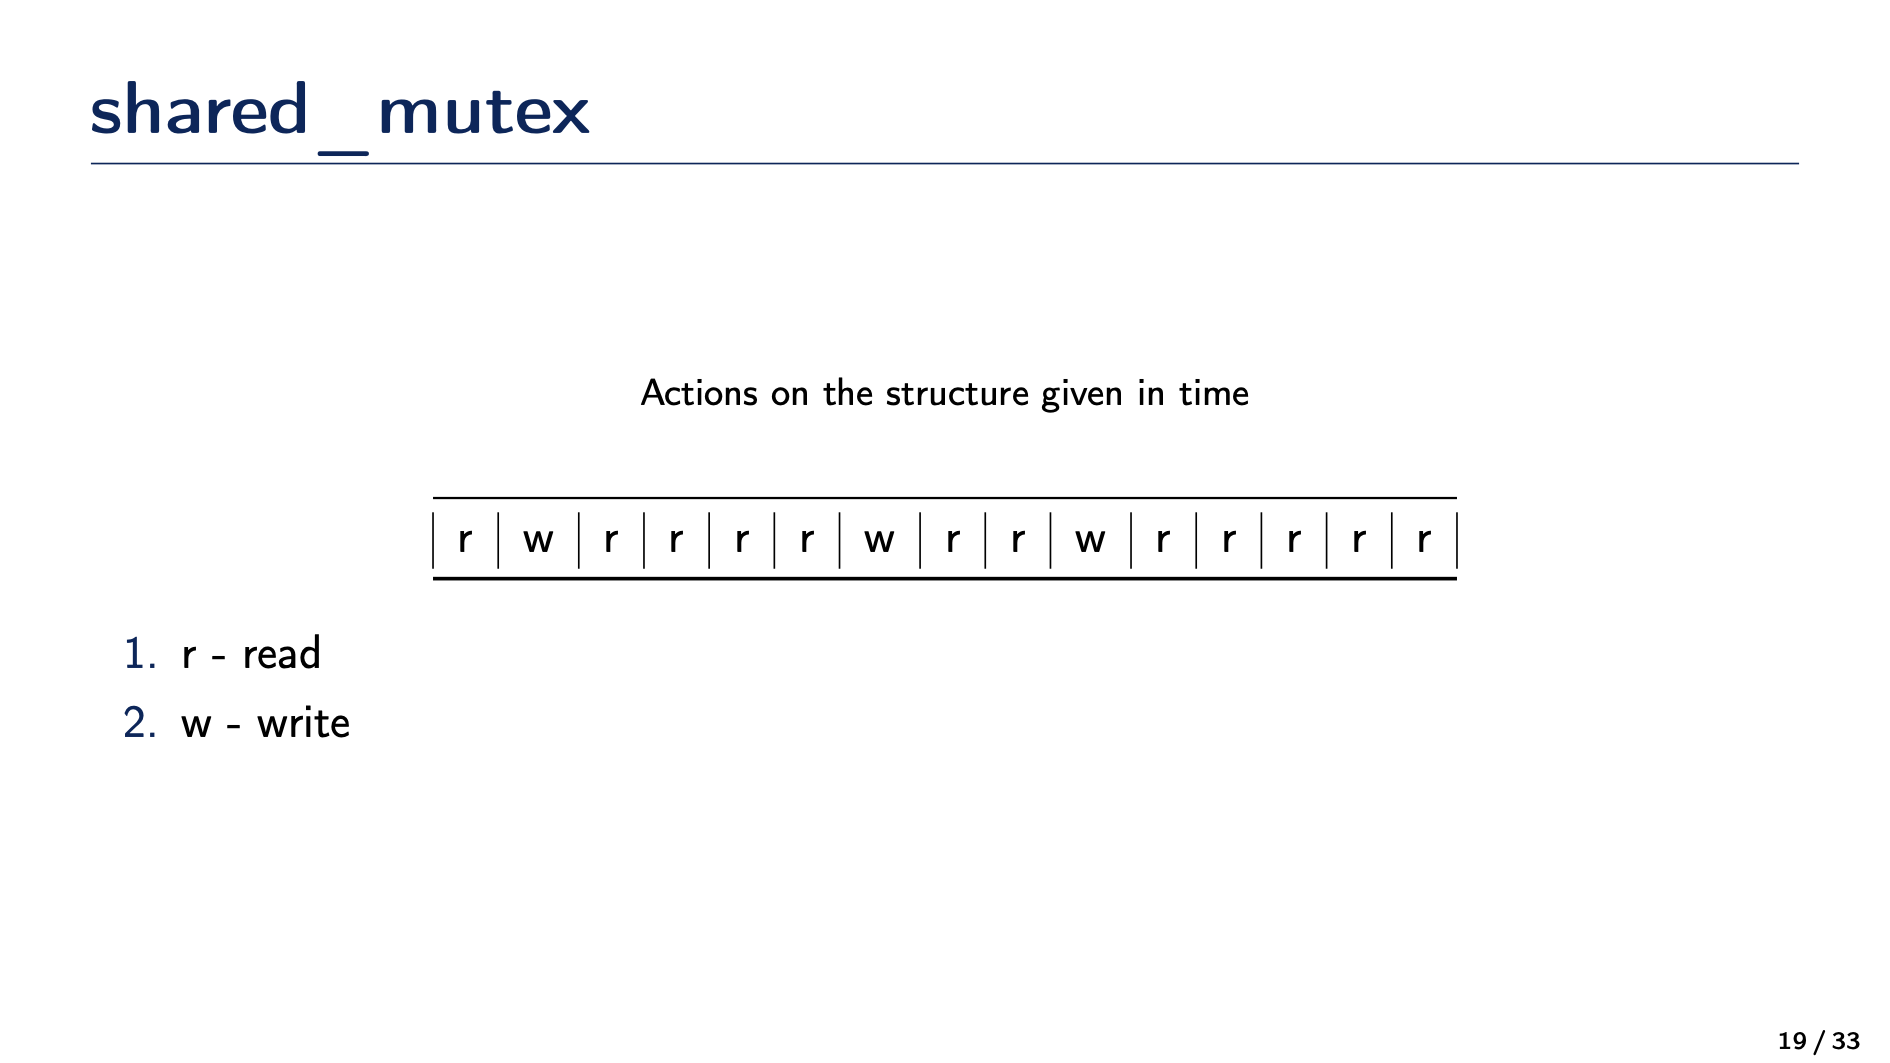 shared_mutex
Actions on the structure given in time
r w r r r r w r r w r r r r r
1. r - read
2. w - write
19 / 33